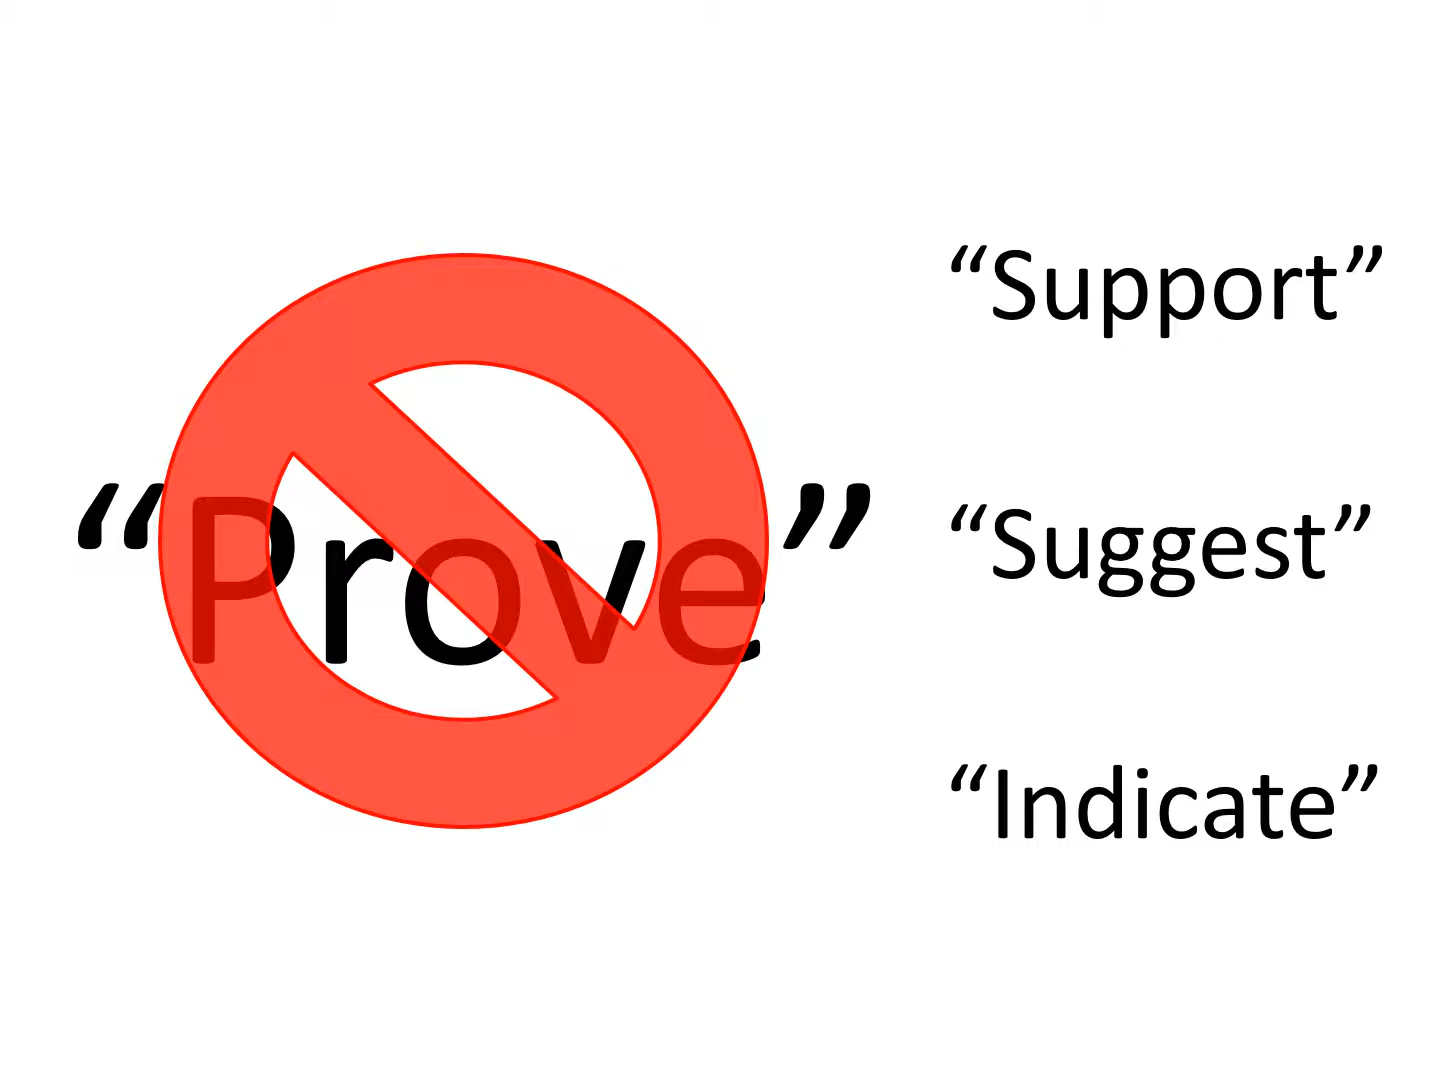 “Prove”
“Support”
“Suggest”
“Indicate”